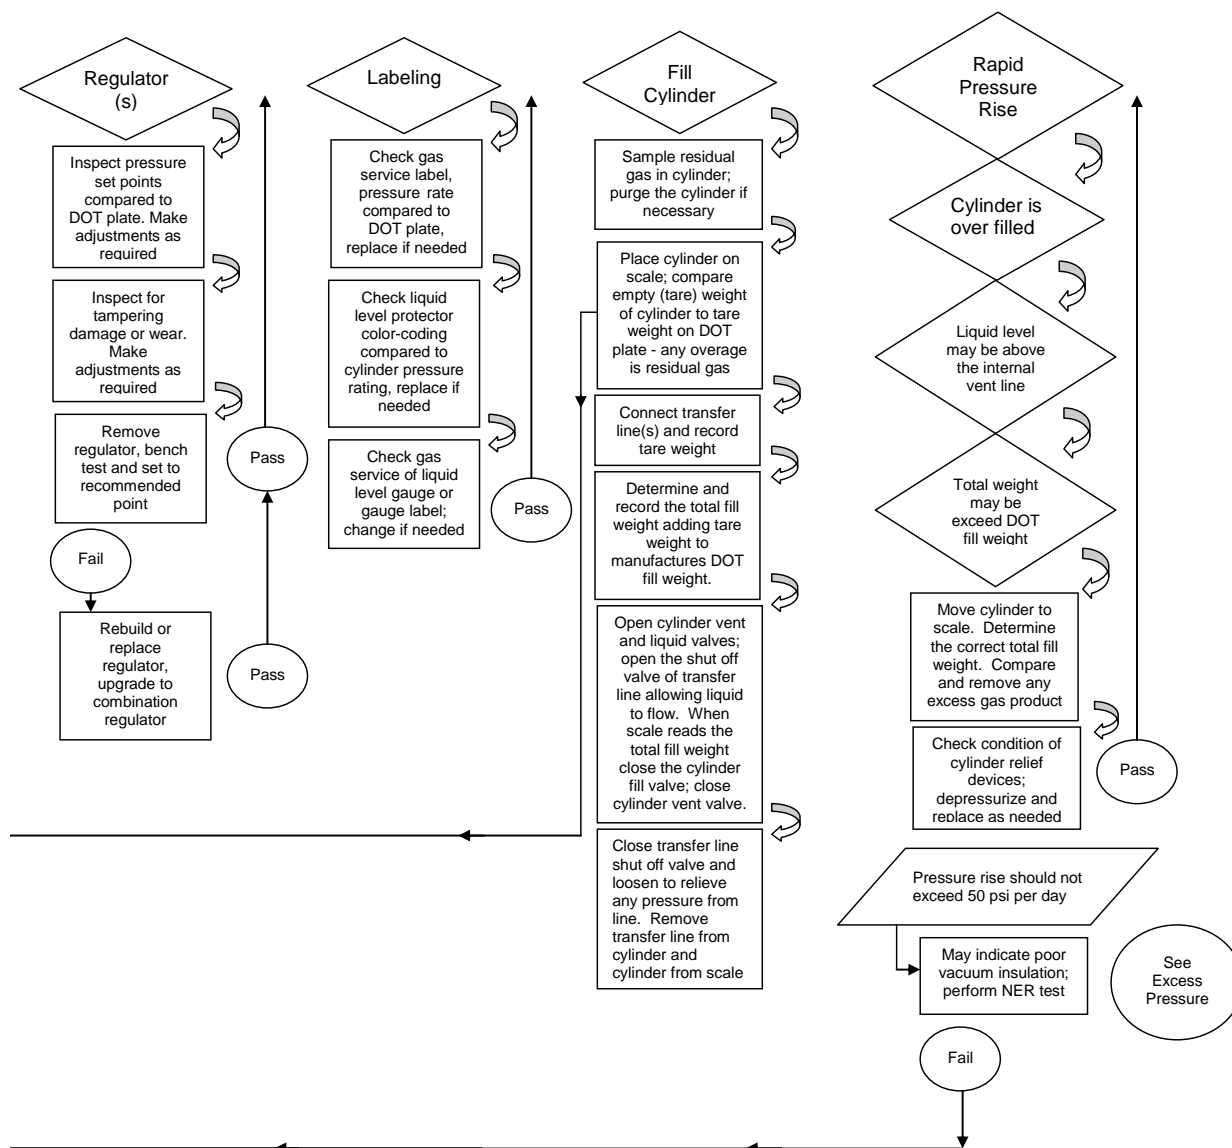 Regulator
(s)
Inspect pressure
set points
compared to
DOT plate. Make
adjustments as
required
Inspect for
tampering
damage or wear.
Make
adjustments as
required
Remove
regulator, bench
test and set to
recommended
point
Fail
Rebuild or
replace
regulator,
upgrade to
combination
regulator
Pass
Pass
Labeling
Check gas
service label,
pressure rate
compared to
DOT plate,
replace if needed
Check liquid
level protector
color-coding
compared to
cylinder pressure
rating, replace if
needed
Check gas
service of liquid
level gauge or
gauge label;
change if needed
Pass
Fill
Cylinder
Sample residual
gas in cylinder;
purge the cylinder if
necessary
Place cylinder on
scale; compare
empty (tare) weight
of cylinder to tare
weight on DOT
plate - any overage
is residual gas
Connect transfer
line(s) and record
tare weight
Determine and
record the total fill
weight adding tare
weight to
manufactures DOT
fill weight.
Open cylinder vent
and liquid valves;
open the shut off
valve of transfer
line allowing liquid
to flow. When
scale reads the
total fill weight
close the cylinder
fill valve; close
cylinder vent valve.
Close transfer line
shut off valve and
loosen to relieve
any pressure from
line. Remove
transfer line from
cylinder and
cylinder from scale
Rapid
Pressure
Rise
Cylinder is
over filled
Liquid level
may be above
the internal
vent line
Total weight
may be
exceed DOT
fill weight
Move cylinder to
scale. Determine
the correct total fill
weight. Compare
and remove any
excess gas product
Check condition of
cylinder relief
devices;
depressurize and
replace as needed
Pass
Pressure rise should not
exceed 50 psi per day
May indicate poor
vacuum insulation;
perform NER test
See
Excess
Pressure
Fail